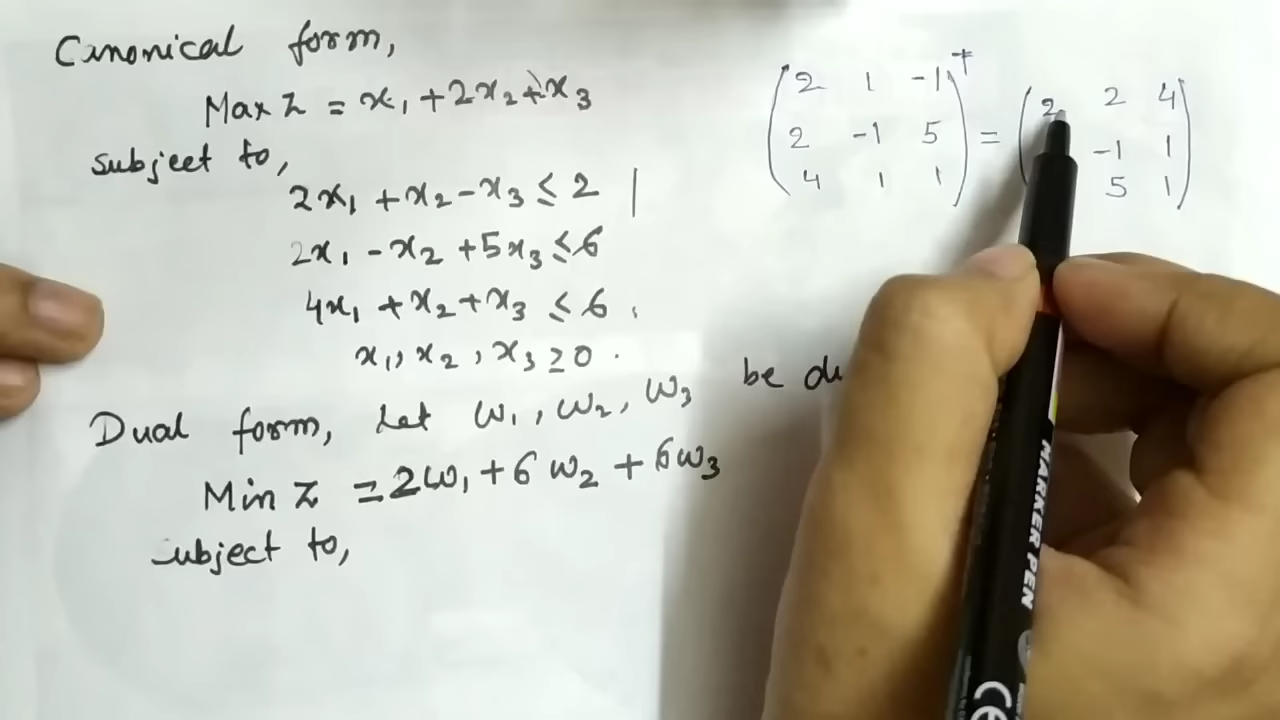 Canonical form,
Max Z = x₁ + 2x₂ + x₃
subject to,
2x₁ + x₂ - x₃ ≤ 2 |
2x₁ - x₂ + 5x₃ ≤ 6
4x₁ + x₂ + x₃ ≤ 6 .
x₁, x₂, x₃ ≥ 0 .
Dual form, Let w₁, w₂, w₃ be
Min Z = 2w₁ + 6w₂ + 6w₃
subject to,
(2 1 -1
2 -1 5
4 1 1)ᵀ =
(2 2 4
-1 1
5 1)
MARKER PEN
CE